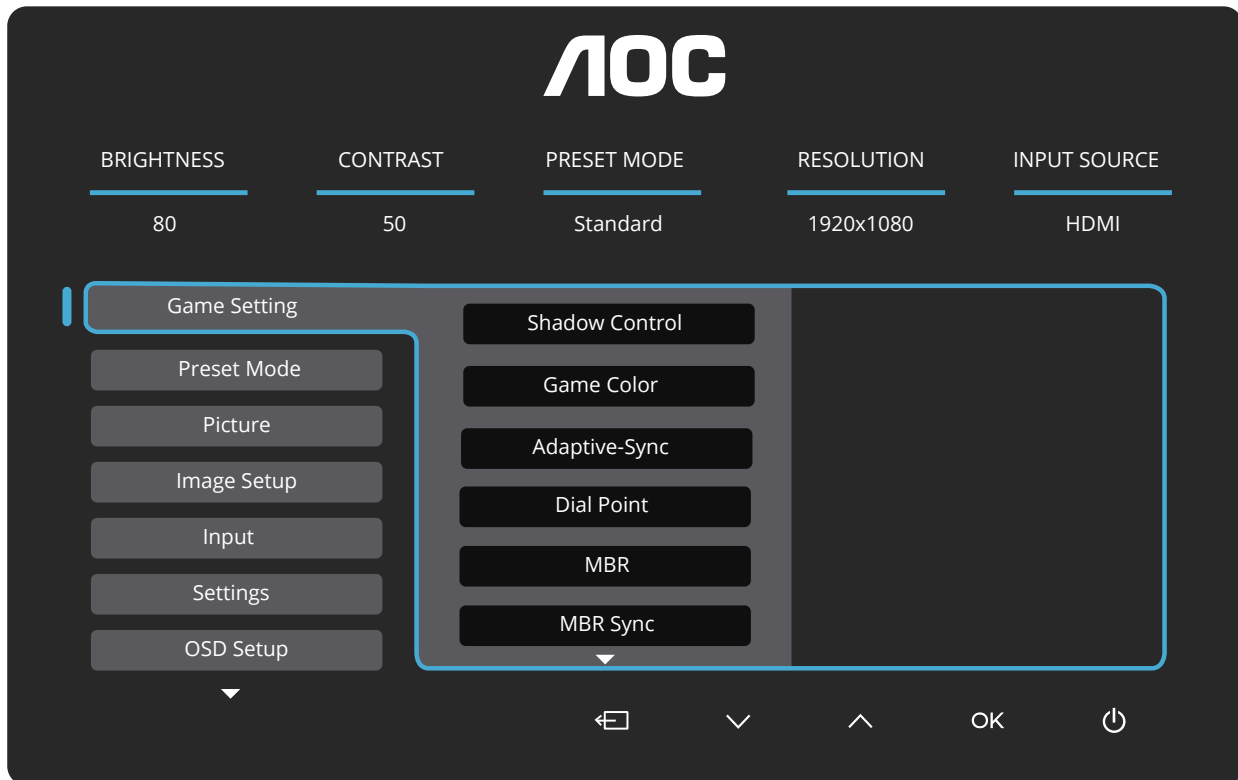 AOC
BRIGHTNESS CONTRAST PRESET MODE RESOLUTION INPUT SOURCE
80 50 Standard 1920x1080 HDMI
Game Setting
Preset Mode
Picture
Image Setup
Input
Settings
OSD Setup
Shadow Control
Game Color
Adaptive-Sync
Dial Point
MBR
MBR Sync
OK